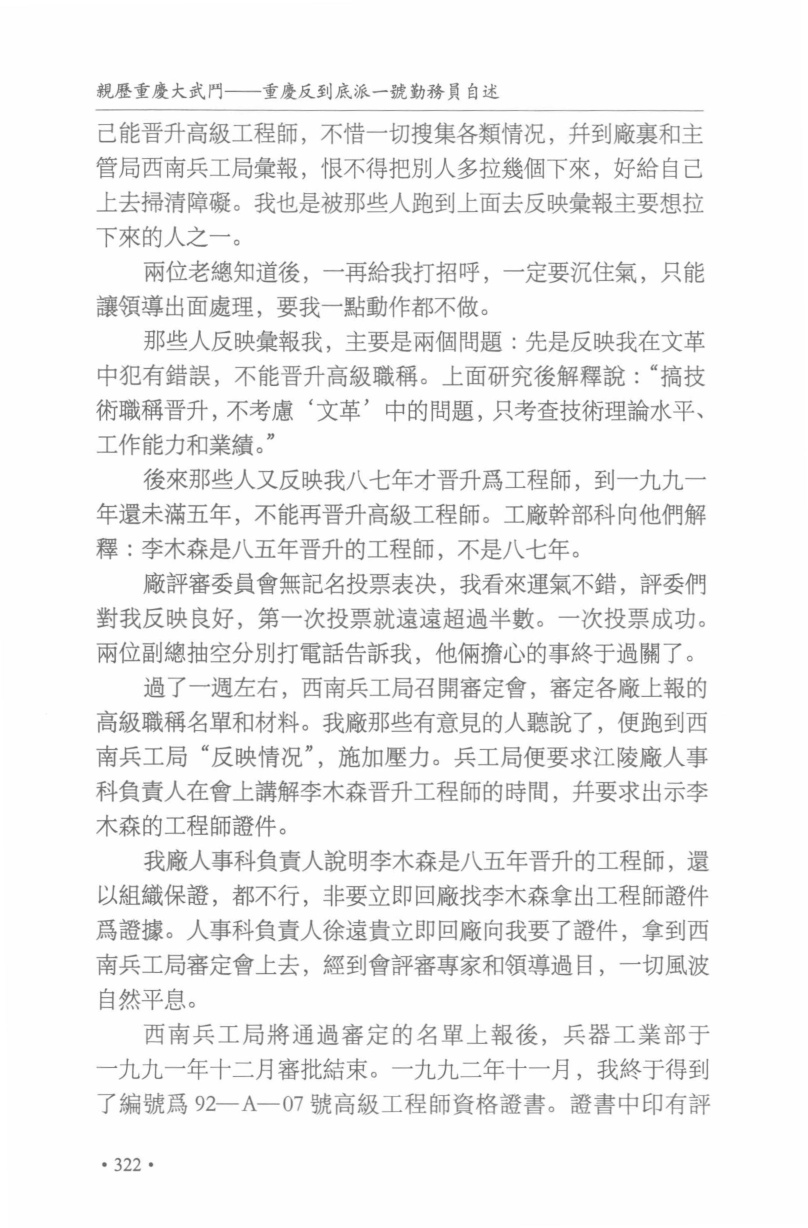 親歷重慶大武鬥——重慶反到底派一號勤務員自述
己能晋升高級工程師，不惜一切搜集各類情况，幷到廠裏和主
管局西南兵工局彙報，恨不得把別人多拉幾個下來，好給自己
上去掃清障礙。我也是被那些人跑到上面去反映彙報主要想拉
下來的人之一。
兩位老總知道後，一再給我打招呼，一定要沉住氣，只能
讓領導出面處理，要我一點動作都不做。
那些人反映彙報我，主要是兩個問題：先是反映我在文革
中犯有錯誤，不能晋升高級職稱。上面研究後解釋說：“搞技
術職稱晋升，不考慮‘文革’中的問題，只考查技術理論水平、
工作能力和業績。”
後來那些人又反映我八七年才晋升爲工程師，到一九九一
年還未滿五年，不能再晋升高級工程師。工廠幹部科向他們解
釋：李木森是八五年晋升的工程師，不是八七年。
廠評審委員會無記名投票表决，我看來運氣不錯，評委們
對我反映良好，第一次投票就遠遠超過半數。一次投票成功。
兩位副總抽空分別打電話告訴我，他倆擔心的事終于過關了。
過了一週左右，西南兵工局召開審定會，審定各廠上報的
高級職稱名單和材料。我廠那些有意見的人聽說了，便跑到西
南兵工局“反映情况”，施加壓力。兵工局便要求江陵廠人事
科負責人在會上講解李木森晋升工程師的時間，幷要求出示李
木森的工程師證件。
我廠人事科負責人說明李木森是八五年晋升的工程師，還
以組織保證，都不行，非要立即回廠找李木森拿出工程師證件
爲證據。人事科負責人徐遠貴立即回廠向我要了證件，拿到西
南兵工局審定會上去，經到會評審專家和領導過目，一切風波
自然平息。
西南兵工局將通過審定的名單上報後，兵器工業部于
一九九一年十二月審批結束。一九九二年十一月，我終于得到
了編號爲 92—A—07 號高級工程師資格證書。證書中印有評
·322·